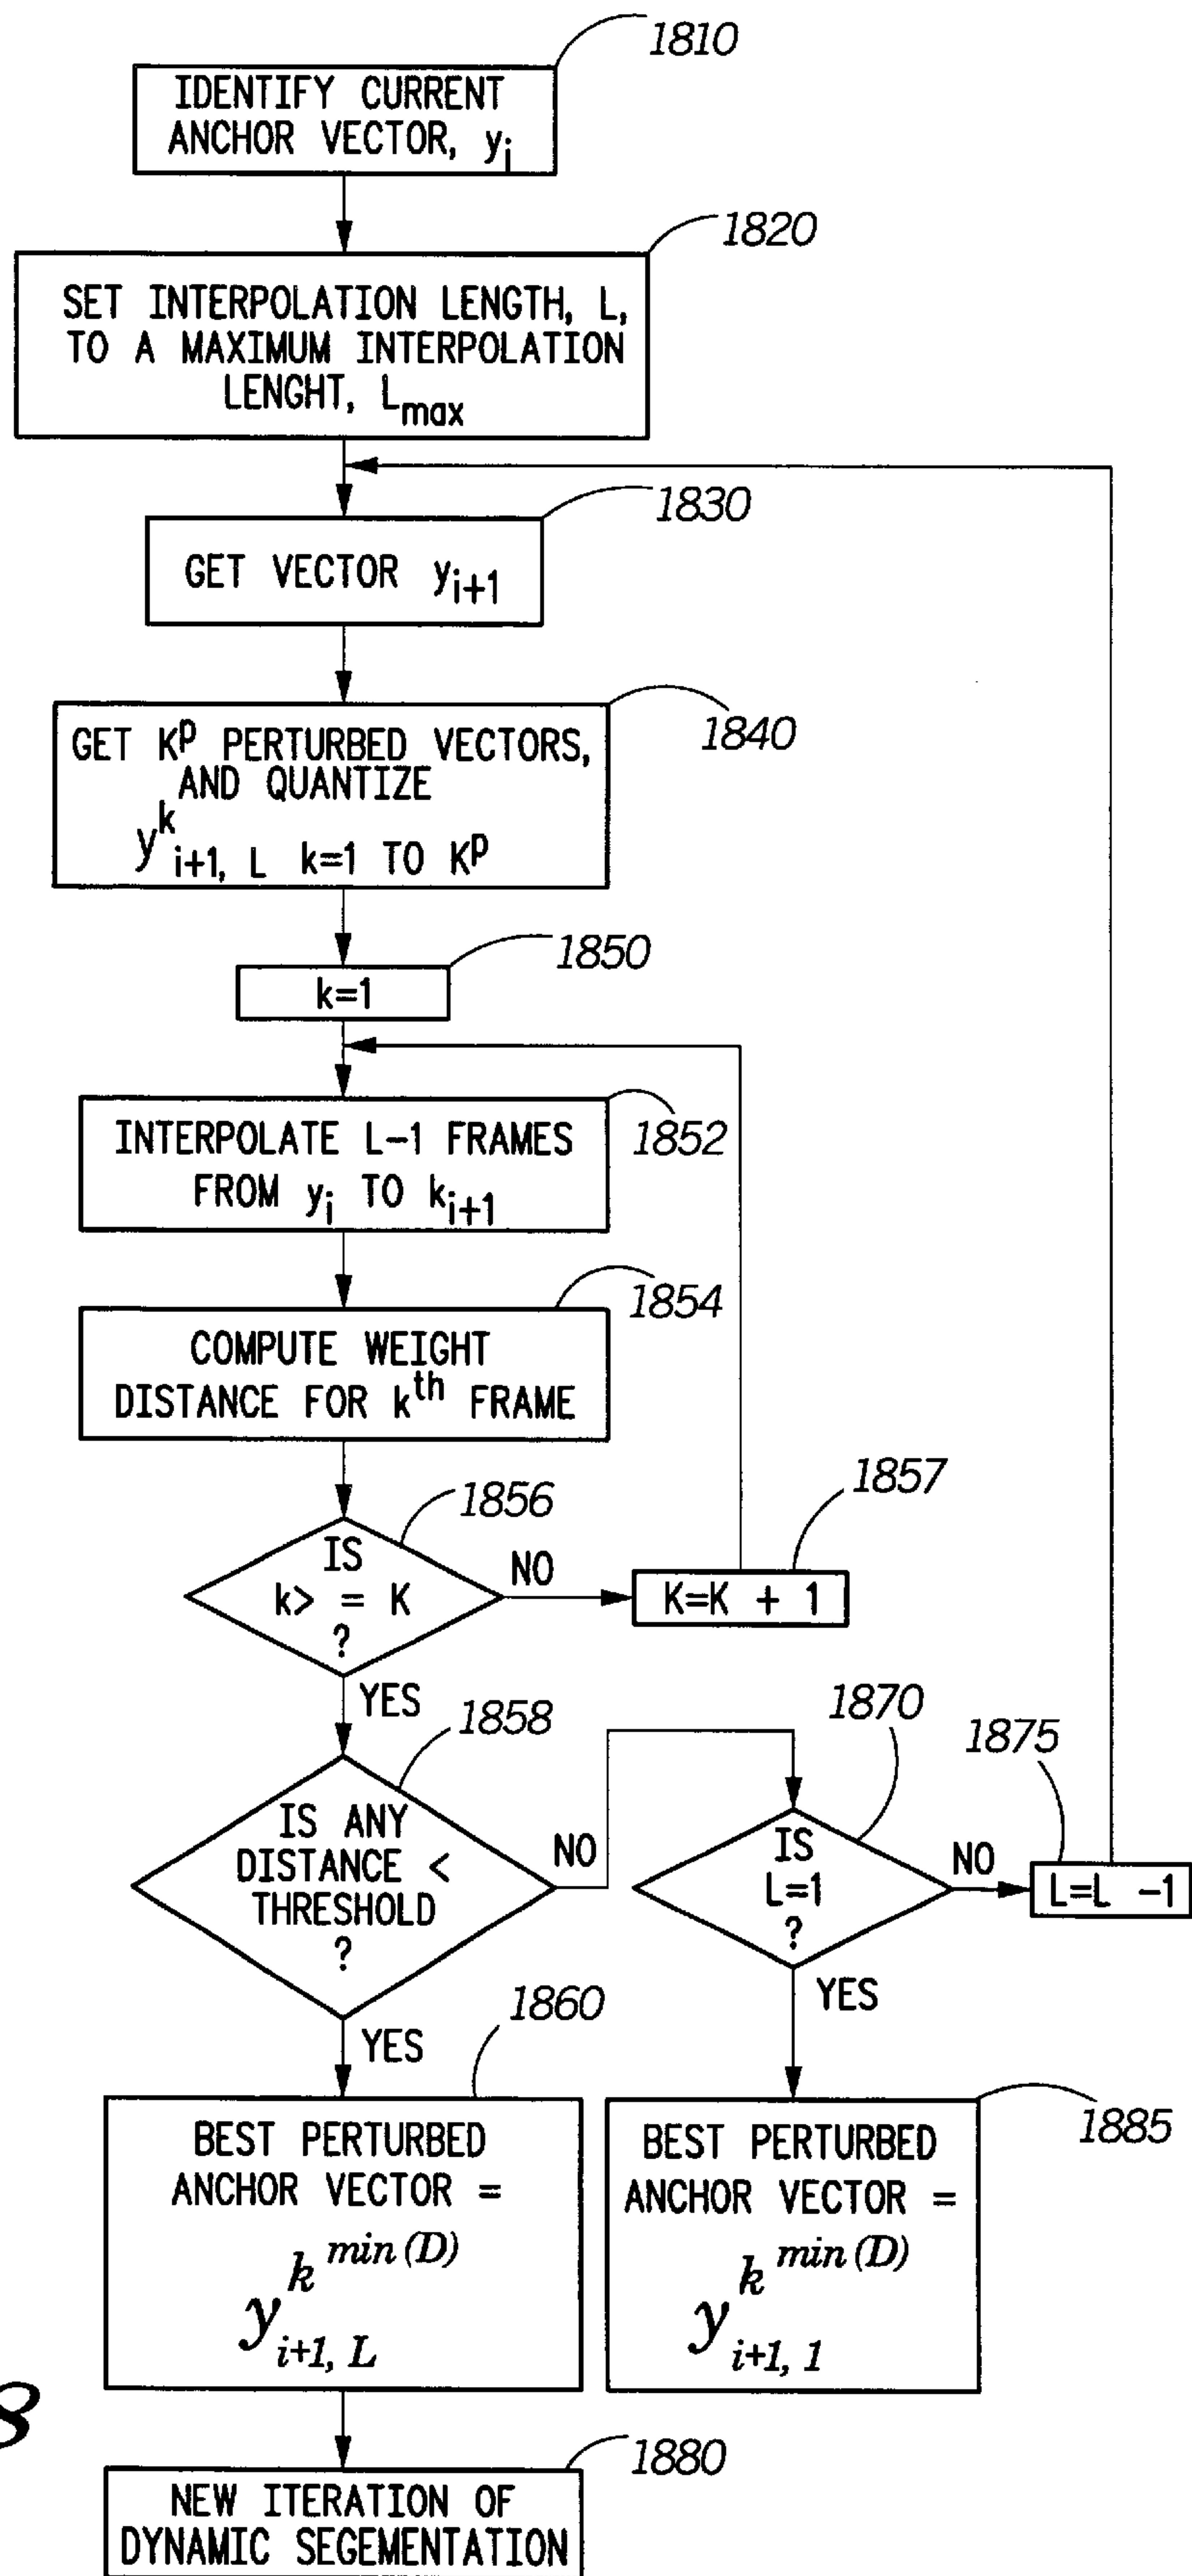 1810
IDENTIFY CURRENT
ANCHOR VECTOR, yi
1820
SET INTERPOLATION LENGTH, L,
TO A MAXIMUM INTERPOLATION
LENGHT, Lmax
1830
GET VECTOR yi+1
1840
GET Kp PERTURBED VECTORS,
AND QUANTIZE
yk i+1, L k=1 TO Kp
1850
k=1
1852
INTERPOLATE L-1 FRAMES
FROM yi TO ki+1
1854
COMPUTE WEIGHT
DISTANCE FOR kth FRAME
1856
1857
IS
k> = K
?
NO
K=K + 1
YES
1858
1870
1875
IS ANY
DISTANCE <
THRESHOLD
?
NO
IS
L=1
?
NO
L=L -1
YES
YES
1860
1885
BEST PERTURBED
ANCHOR VECTOR =
y k min (D) i+1, L
BEST PERTURBED
ANCHOR VECTOR =
y k min (D) i+1, 1
8
1880
NEW ITERATION OF
DYNAMIC SEGEMENTATION